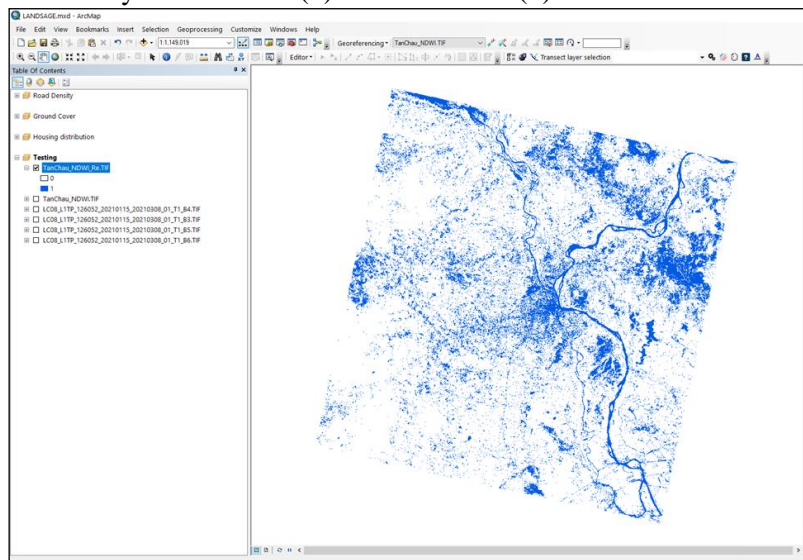 LANDSAGE.mxd - ArcMap
File Edit View Bookmarks Insert Selection Geoprocessing Customize Windows Help
1:1,149,019
Georeferencing
TanChau_NDWI.TIF
Editor
Transect layer selection
Table Of Contents
Road Density
Ground Cover
Housing distribution
Testing
TanChau_NDWI_Re.TIF
0
1
TanChau_NDWI.TIF
LC08_L1TP_126052_20210115_20210308_01_T1_B4.TIF
LC08_L1TP_126052_20210115_20210308_01_T1_B3.TIF
LC08_L1TP_126052_20210115_20210308_01_T1_B5.TIF
LC08_L1TP_126052_20210115_20210308_01_T1_B6.TIF